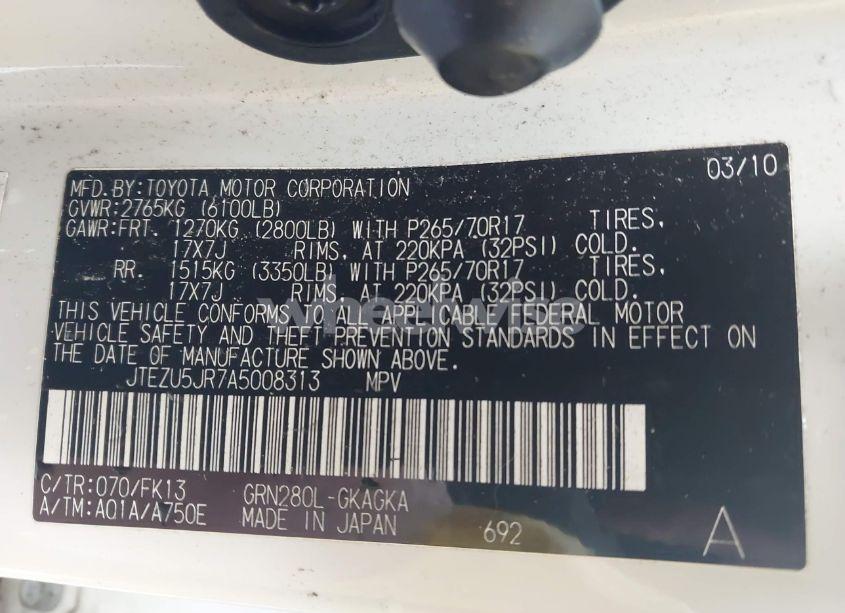 03/10
MFD.BY:TOYOTA MOTOR CORPORATION
GVWR:2765KG (6100LB)
GAWR:FRT. 1270KG (2800LB) WITH P265/70R17 TIRES,
17X7J RIMS, AT 220KPA (32PSI) COLD.
RR. 1515KG (3350LB) WITH P265/70R17 TIRES,
17X7J RIMS, AT 220KPA (32PSI) COLD.
THIS VEHICLE CONFORMS TO ALL APPLICABLE FEDERAL MOTOR
VEHICLE SAFETY AND THEFT PREVENTION STANDARDS IN EFFECT ON
THE DATE OF MANUFACTURE SHOWN ABOVE.
JTEZU5JR7A5008313 MPV
C/TR:070/FK13 GRN280L-GKAGKA
A/TM:A01A/A750E MADE IN JAPAN 692 A